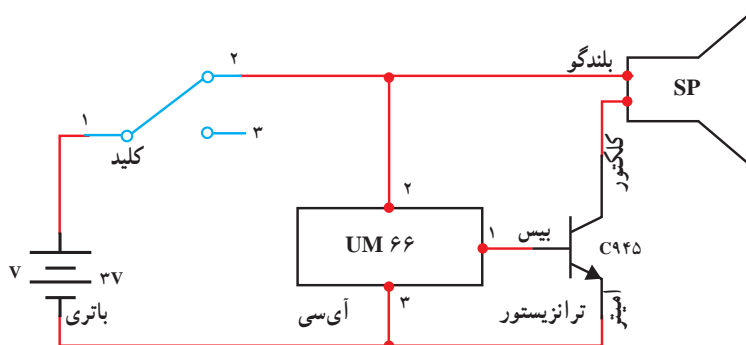 بلندگو
SP
۲
۱
۳
کلید
کلکتور
۲
UM ۶۶
۱
بیس
C۹۴۵
V
۳V
باتری
آی‌سی
۳
ترانزیستور
امیتر